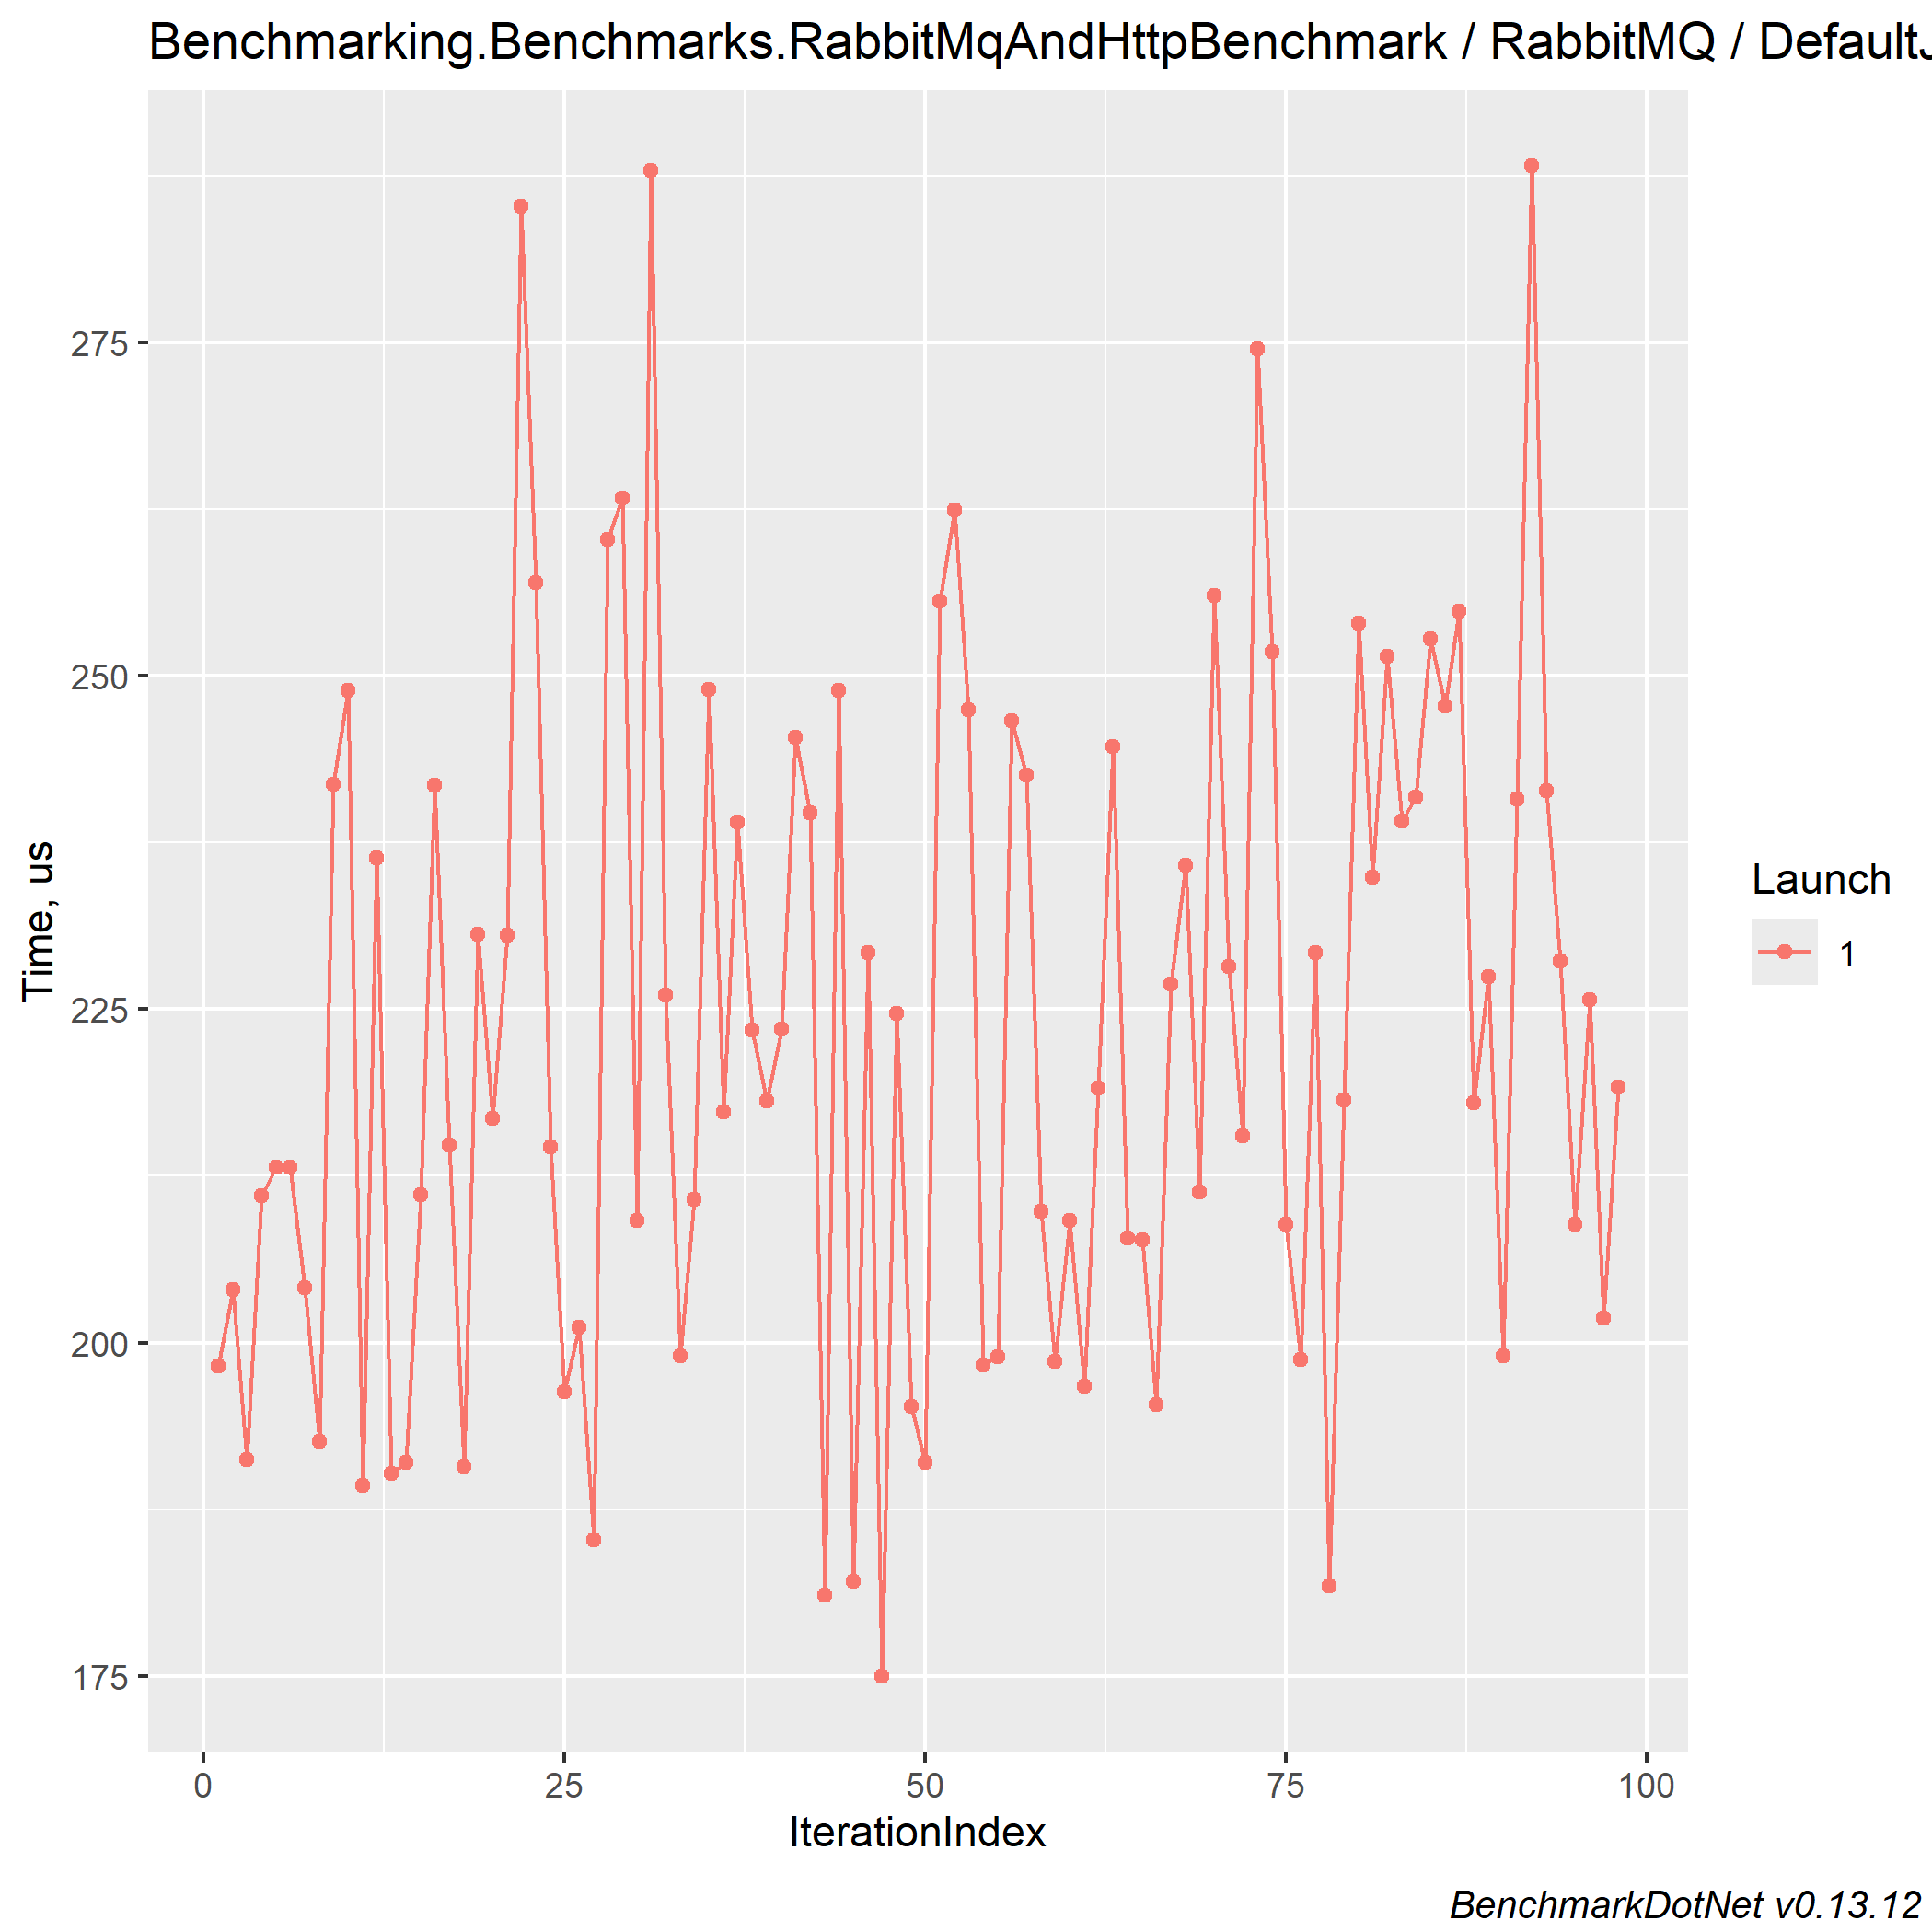 Benchmarking.Benchmarks.RabbitMqAndHttpBenchmark / RabbitMQ / DefaultJ
275
250
225
200
175
Time, us
0 25 50 75 100
IterationIndex
Launch
1
BenchmarkDotNet v0.13.12